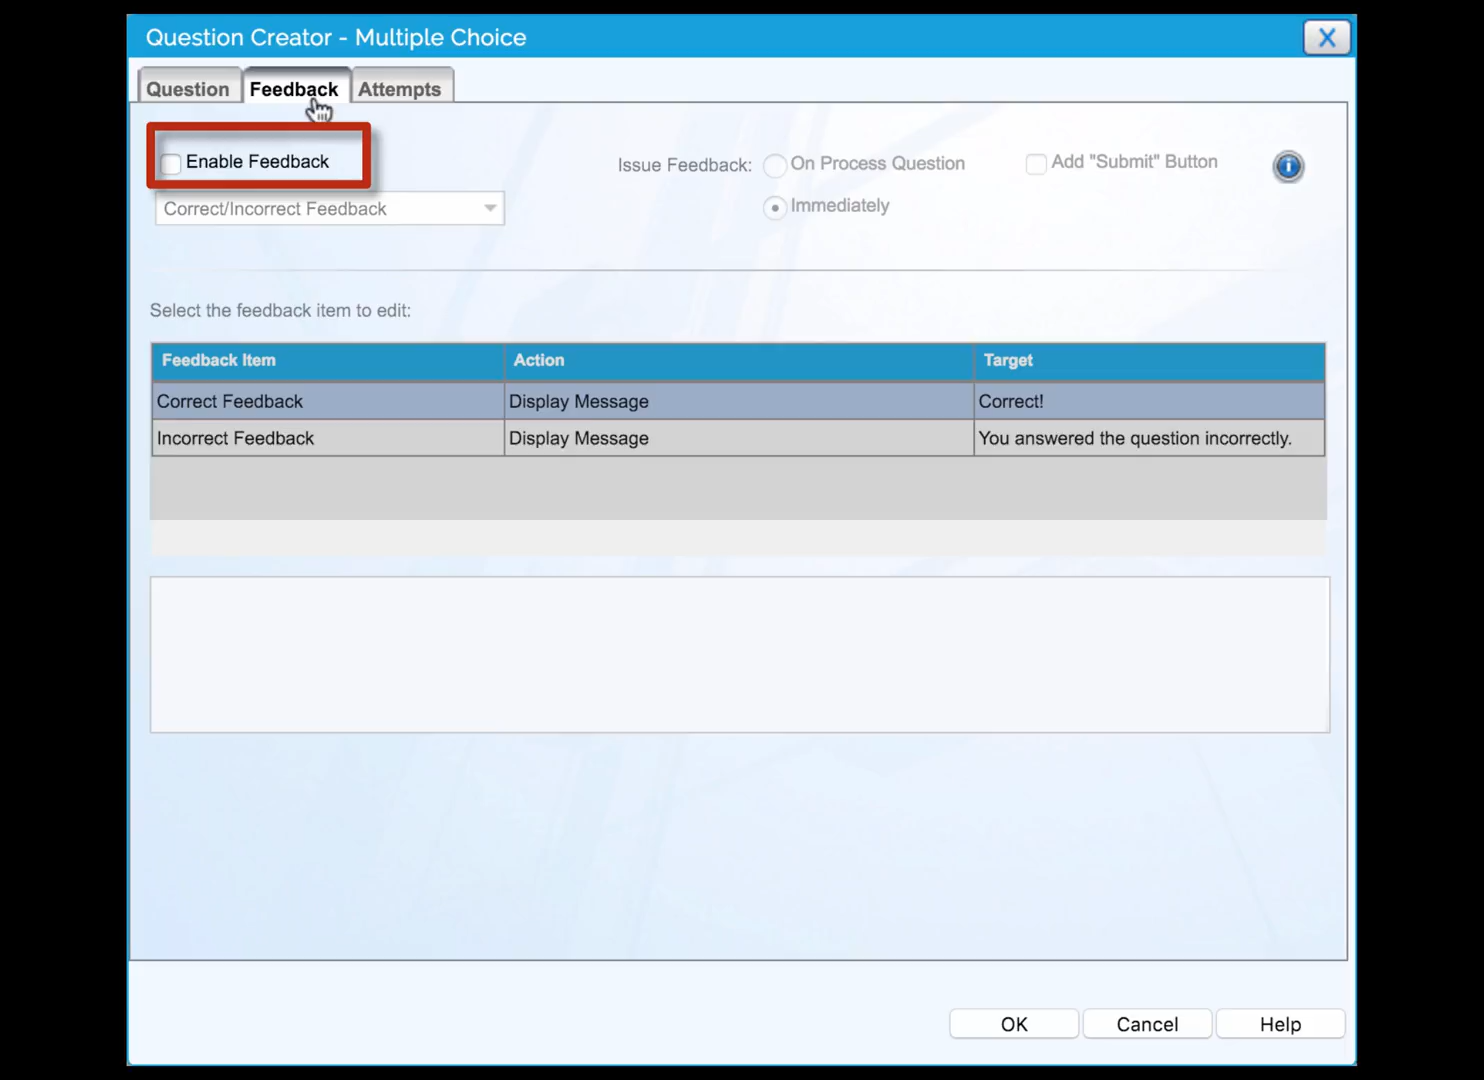 Question Creator - Multiple Choice
X
Question Feedback Attempts
Enable Feedback
Issue Feedback: On Process Question
Add "Submit" Button
i
Correct/Incorrect Feedback
Immediately
Select the feedback item to edit:
Feedback Item Action Target
Correct Feedback Display Message Correct!
Incorrect Feedback Display Message You answered the question incorrectly.
OK Cancel Help